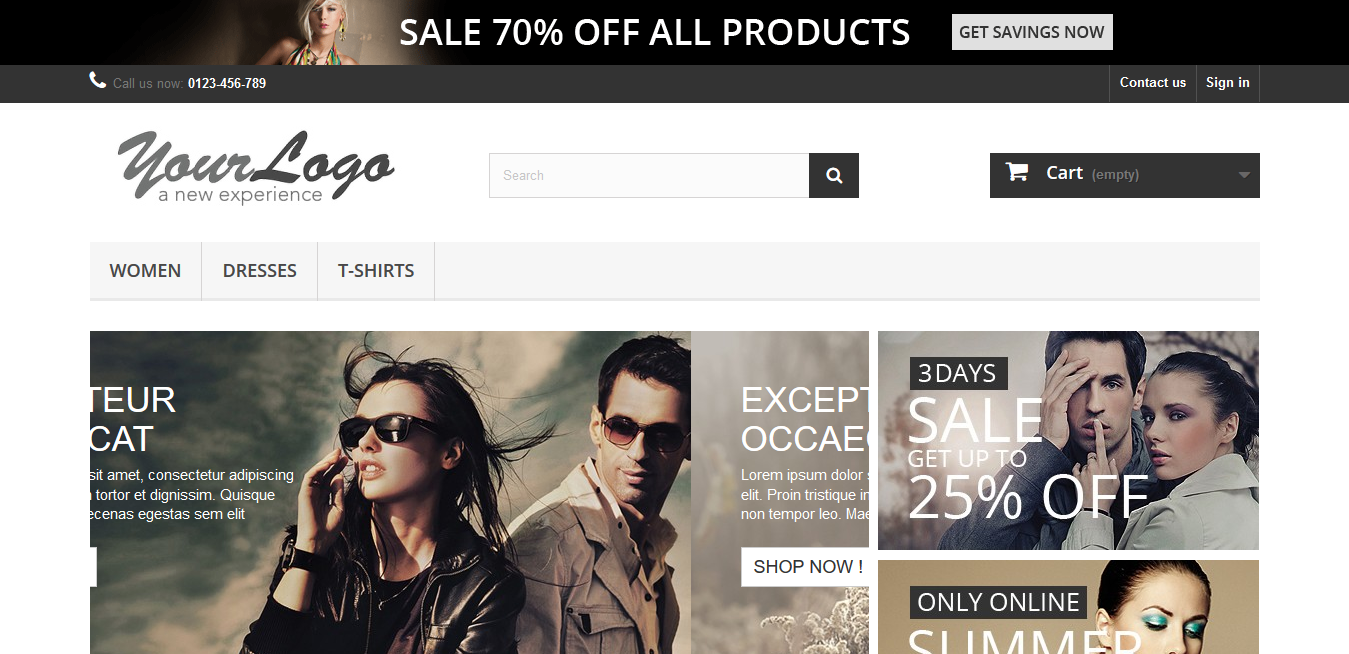 SALE 70% OFF ALL PRODUCTS
GET SAVINGS NOW
Call us now: 0123-456-789
Contact us
Sign in
YourLogo
a new experience
Search
Cart (empty)
WOMEN
DRESSES
T-SHIRTS
TEUR
CAT
sit amet, consectetur adipiscing
tortor et dignissim. Quisque
ecenas egestas sem elit
EXCEPT
OCCAE
Lorem ipsum dolor
elit. Proin tristique in
non tempor leo. Mae
SHOP NOW !
3 DAYS
SALE
GET UP TO
25% OFF
ONLY ONLINE
SUMMER